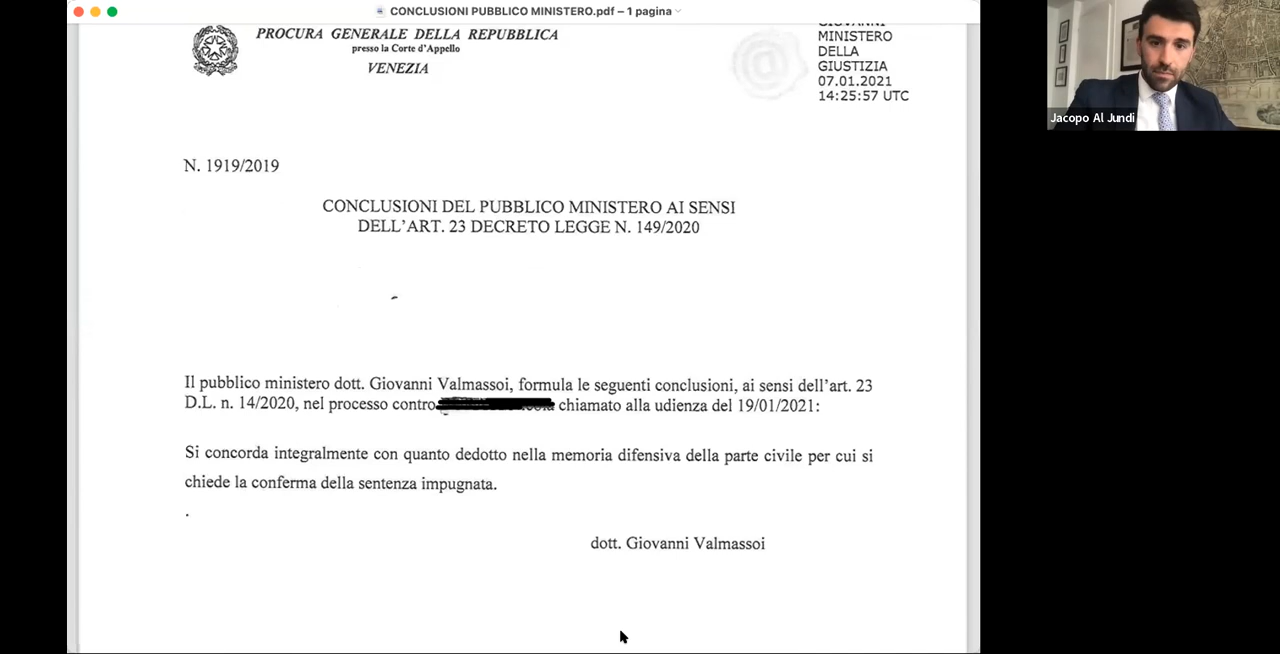 CONCLUSIONI PUBBLICO MINISTERO.pdf – 1 pagina
PROCURA GENERALE DELLA REPUBBLICA
presso la Corte d'Appello
VENEZIA
GIOVANNI
MINISTERO
DELLA
GIUSTIZIA
07.01.2021
14:25:57 UTC
Jacopo Al Jundi
N. 1919/2019
CONCLUSIONI DEL PUBBLICO MINISTERO AI SENSI
DELL'ART. 23 DECRETO LEGGE N. 149/2020
Il pubblico ministero dott. Giovanni Valmassoi, formula le seguenti conclusioni, ai sensi dell'art. 23
D.L. n. 14/2020, nel processo contro chiamato alla udienza del 19/01/2021:
Si concorda integralmente con quanto dedotto nella memoria difensiva della parte civile per cui si
chiede la conferma della sentenza impugnata.
.
dott. Giovanni Valmassoi